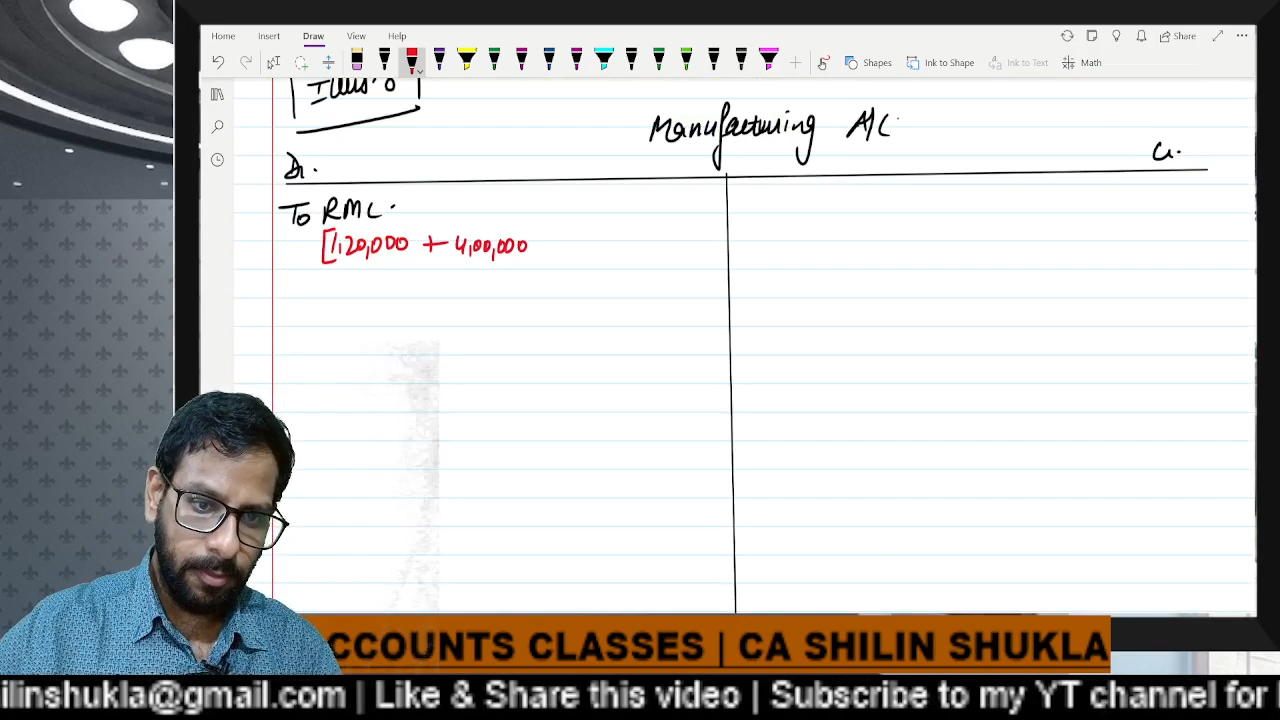 Home Insert Draw View Help
Share
Shapes Ink to Shape Ink to Text Math
Illus.8
Manufacturing A/C
Dr. Cr.
To RMC.
[1,20,000 + 4,00,000
CCOUNTS CLASSES | CA SHILIN SHUKLA
ilinshukla@gmail.com | Like & Share this video | Subscribe to my YT channel for